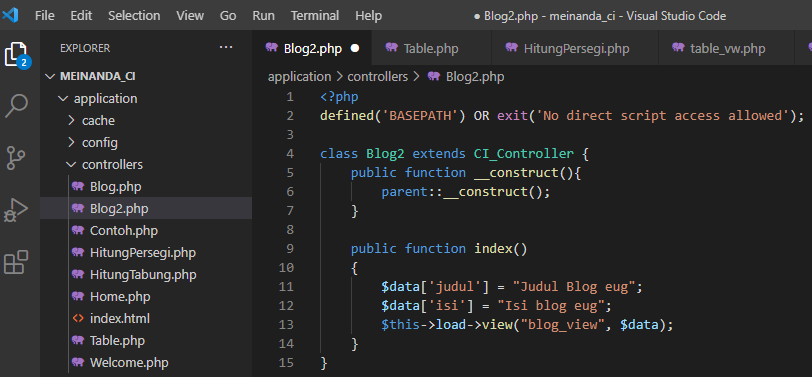 File Edit Selection View Go Run Terminal Help
● Blog2.php - meinanda_ci - Visual Studio Code
2
EXPLORER ...
MEINANDA_CI
application
cache
config
controllers
Blog.php
Blog2.php
Contoh.php
HitungPersegi.php
HitungTabung.php
Home.php
index.html
Table.php
Welcome.php
Blog2.php ● Table.php HitungPersegi.php table_vw.php
application > controllers > Blog2.php
1 <?php
2 defined('BASEPATH') OR exit('No direct script access allowed');
3
4 class Blog2 extends CI_Controller {
5 public function __construct(){
6 parent::__construct();
7 }
8
9 public function index()
10 {
11 $data['judul'] = "Judul Blog eug";
12 $data['isi'] = "Isi blog eug";
13 $this->load->view("blog_view", $data);
14 }
15 }